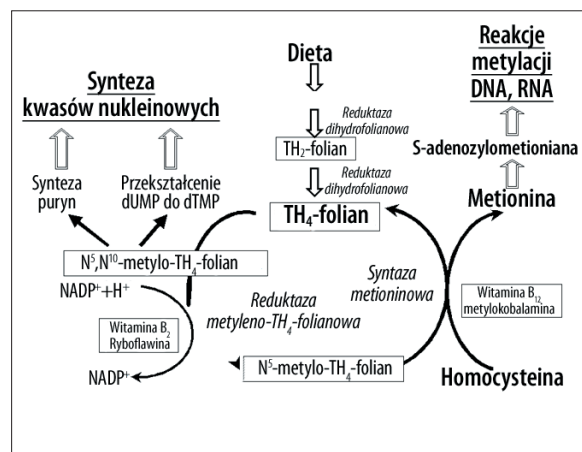 Dieta
Reakcje
metylacji
DNA, RNA
Synteza
kwasów nukleinowych
Reduktaza
dihydrofolianowa
TH₂-folian
S-adenozylometioniana
Reduktaza
dihydrofolianowa
Synteza
puryn
Przekształcenie
dUMP do dTMP
Metionina
TH₄-folian
N⁵,N¹⁰-metylo-TH₄-folian
NADP⁺+H⁺
Syntaza
metioninowa
Witamina B₂
Ryboflawina
Reduktaza
metyleno-TH₄-folianowa
Witamina B₁₂,
metylokobalamina
NADP⁺
N⁵-metylo-TH₄-folian
Homocysteina